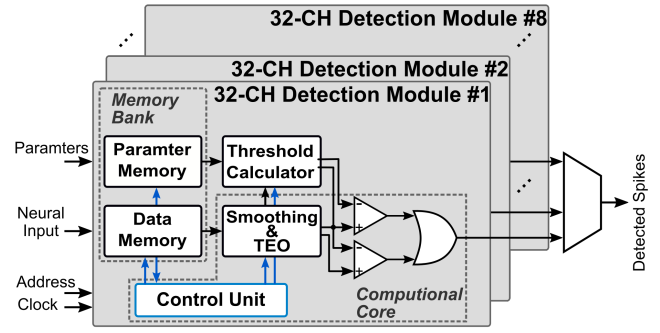 32-CH Detection Module #8
32-CH Detection Module #2
32-CH Detection Module #1
Memory
Bank
Paramters
Paramter
Memory
Threshold
Calculator
Neural
Input
Data
Memory
Smoothing
&
TEO
Address
Clock
Control Unit
Computional
Core
Detected Spikes